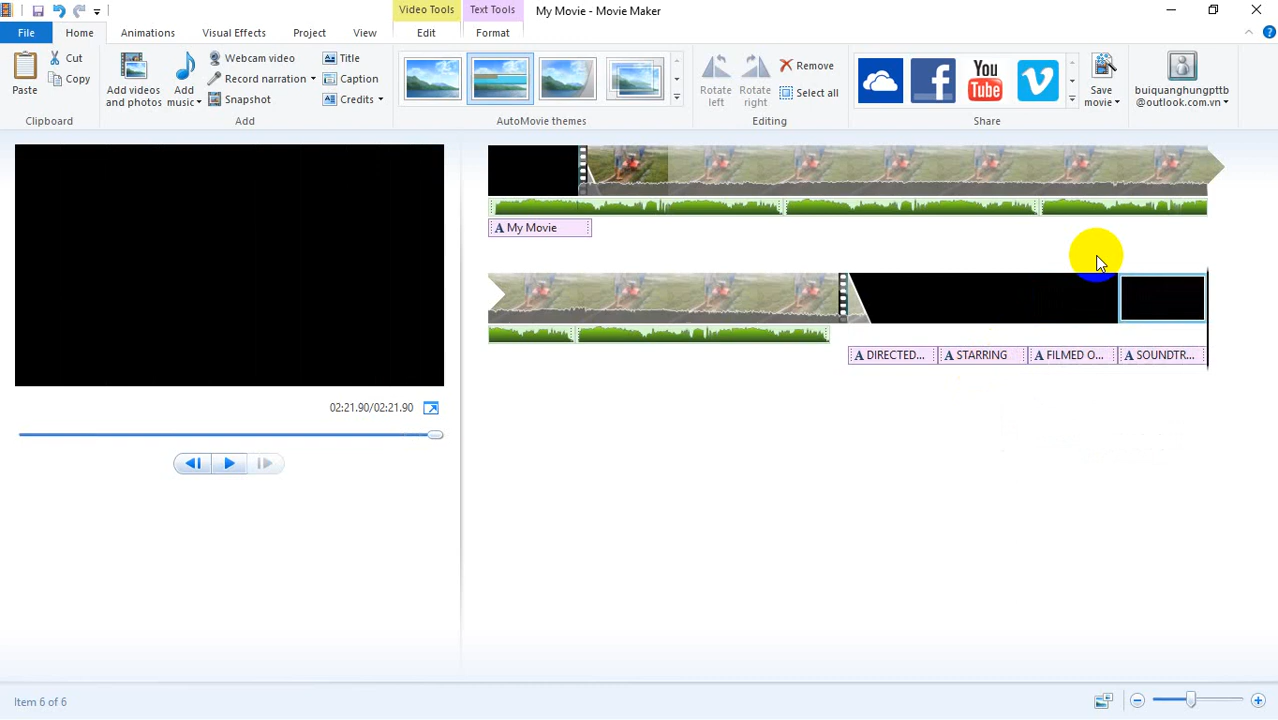 Video Tools
Text Tools
My Movie - Movie Maker
File
Home
Animations
Visual Effects
Project
View
Edit
Format
Paste
Cut
Copy
Clipboard
Add videos
and photos
Add
music
Webcam video
Record narration
Snapshot
Title
Caption
Credits
Add
AutoMovie themes
Rotate
left
Rotate
right
Remove
Select all
Editing
You
Tube
Share
Save
movie
buiquanghungpttb
@outlook.com.vn
A My Movie
A DIRECTED...
A STARRING
A FILMED O...
A SOUNDTR...
02:21.90/02:21.90
Item 6 of 6